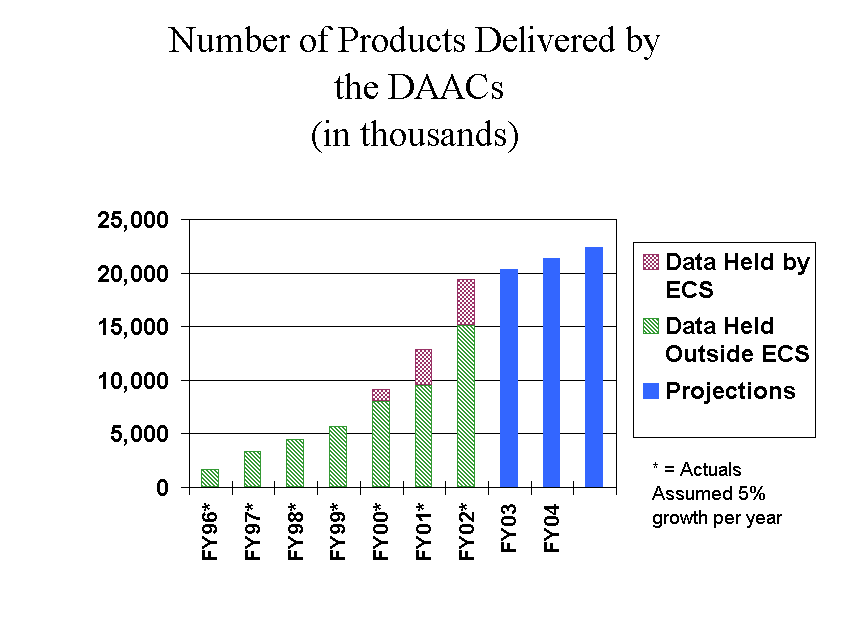 Number of Products Delivered by
the DAACs
(in thousands)
25,000
20,000
15,000
10,000
5,000
0
FY96*
FY97*
FY98*
FY99*
FY00*
FY01*
FY02*
FY03
FY04
Data Held by
ECS
Data Held
Outside ECS
Projections
* = Actuals
Assumed 5%
growth per year